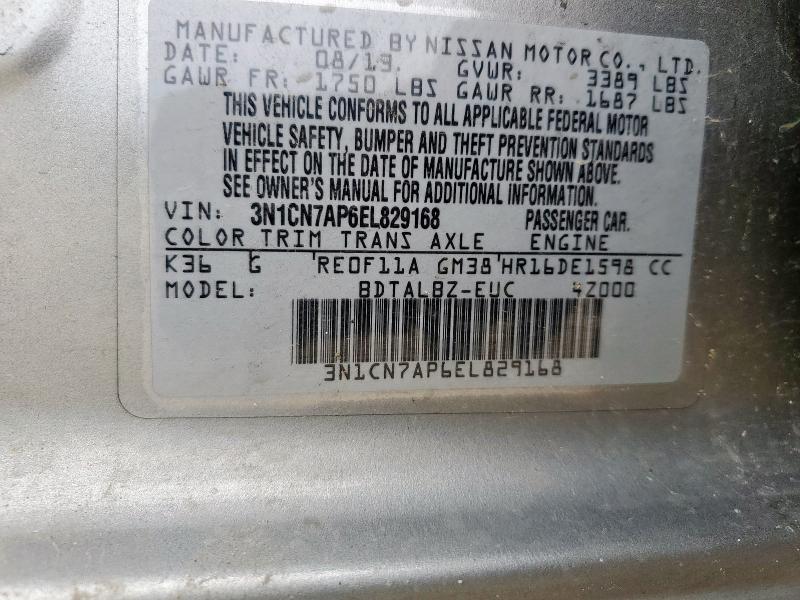 MANUFACTURED BY NISSAN MOTOR CO., LTD.
DATE: 08/13 GVWR: 3389 LBS
GAWR FR: 1750 LBS GAWR RR: 1687 LBS
THIS VEHICLE CONFORMS TO ALL APPLICABLE FEDERAL MOTOR
VEHICLE SAFETY, BUMPER AND THEFT PREVENTION STANDARDS
IN EFFECT ON THE DATE OF MANUFACTURE SHOWN ABOVE.
SEE OWNER'S MANUAL FOR ADDITIONAL INFORMATION.
VIN: 3N1CN7AP6EL829168 PASSENGER CAR.
COLOR TRIM TRANS AXLE ENGINE
K36 G RE0F11A GM38 HR16DE1598 CC
MODEL: BDTALBZ-EUC 4Z000
3N1CN7AP6EL829168